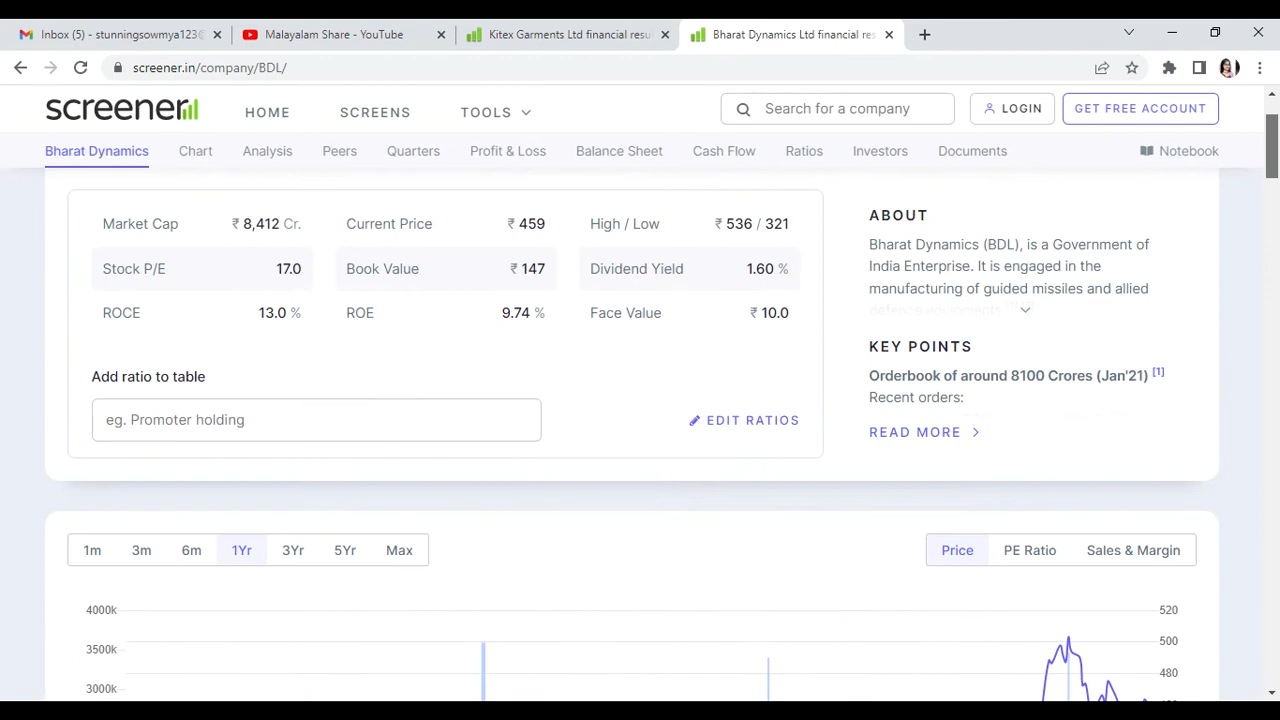 Inbox (5) - stunningsowmya123@
Malayalam Share - YouTube
Kitex Garments Ltd financial resu
Bharat Dynamics Ltd financial res
screener.in/company/BDL/
screener
HOME
SCREENS
TOOLS
Search for a company
LOGIN
GET FREE ACCOUNT
Bharat Dynamics
Chart
Analysis
Peers
Quarters
Profit & Loss
Balance Sheet
Cash Flow
Ratios
Investors
Documents
Notebook
Market Cap ₹ 8,412 Cr.
Current Price ₹ 459
High / Low ₹ 536 / 321
Stock P/E 17.0
Book Value ₹ 147
Dividend Yield 1.60 %
ROCE 13.0 %
ROE 9.74 %
Face Value ₹ 10.0
Add ratio to table
eg. Promoter holding
EDIT RATIOS
ABOUT
Bharat Dynamics (BDL), is a Government of
India Enterprise. It is engaged in the
manufacturing of guided missiles and allied
defence equipments
KEY POINTS
Orderbook of around 8100 Crores (Jan'21) [1]
Recent orders:
READ MORE
1m
3m
6m
1Yr
3Yr
5Yr
Max
Price
PE Ratio
Sales & Margin
4000k
520
3500k
500
3000k
480